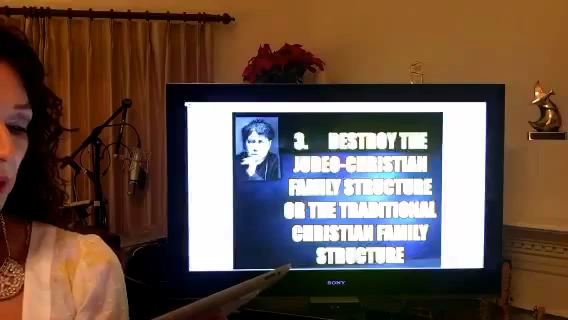 3. DESTROY THE
JUDEO-CHRISTIAN
FAMILY STRUCTURE
OR THE TRADITIONAL
CHRISTIAN FAMILY
STRUCTURE
SONY